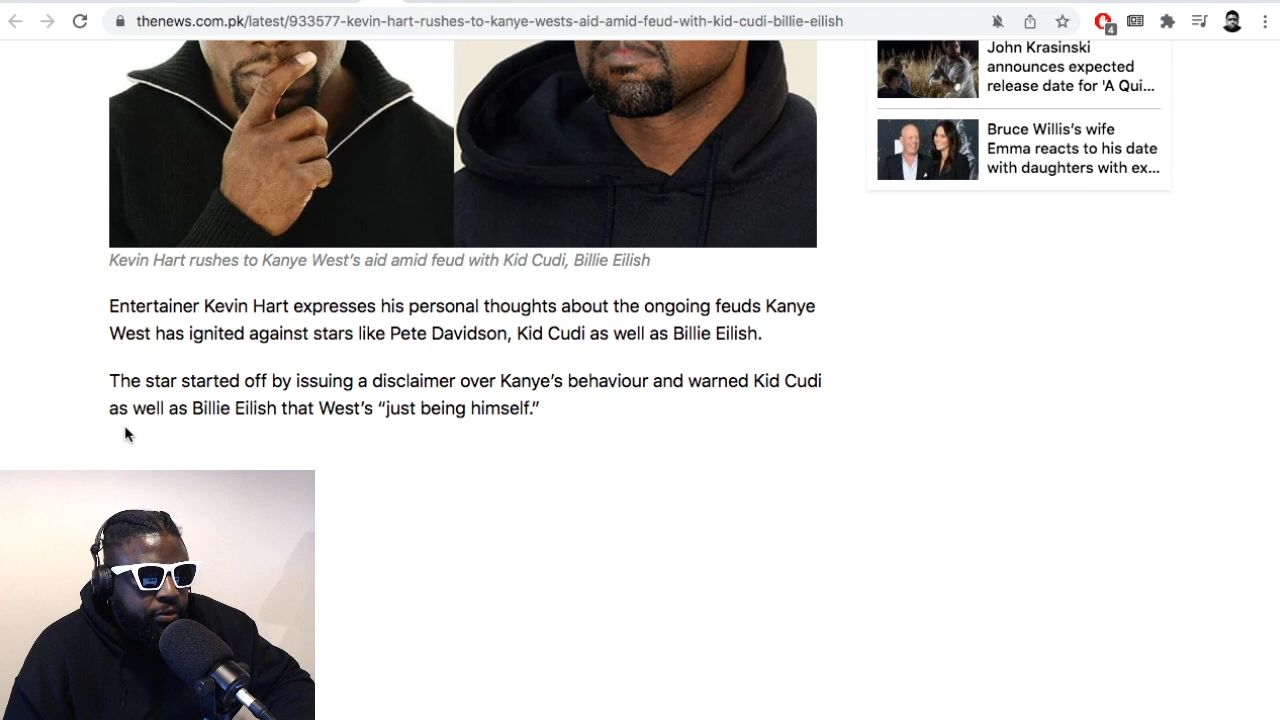 thenews.com.pk/latest/933577-kevin-hart-rushes-to-kanye-wests-aid-amid-feud-with-kid-cudi-billie-eilish
4
John Krasinski
announces expected
release date for 'A Qui...
Bruce Willis’s wife
Emma reacts to his date
with daughters with ex...
Kevin Hart rushes to Kanye West’s aid amid feud with Kid Cudi, Billie Eilish
Entertainer Kevin Hart expresses his personal thoughts about the ongoing feuds Kanye
West has ignited against stars like Pete Davidson, Kid Cudi as well as Billie Eilish.
The star started off by issuing a disclaimer over Kanye’s behaviour and warned Kid Cudi
as well as Billie Eilish that West’s “just being himself.”